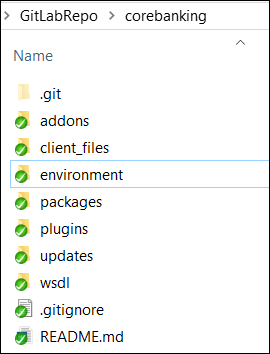 > GitLabRepo > corebanking
Name
.git
addons
client_files
environment
packages
plugins
updates
wsdl
.gitignore
README.md